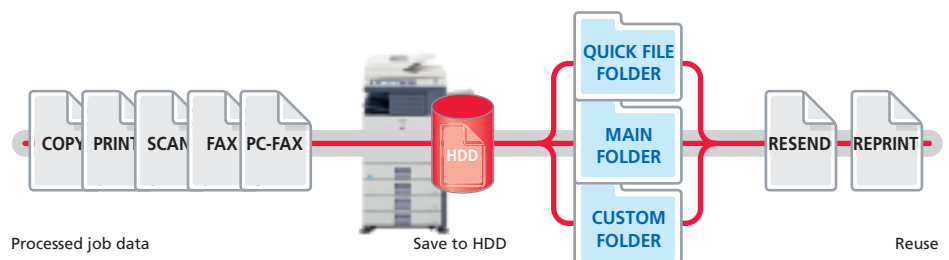 COPY PRINT SCAN FAX PC-FAX
HDD
QUICK FILE
FOLDER
MAIN
FOLDER
CUSTOM
FOLDER
RESEND REPRINT
Processed job data
Save to HDD
Reuse